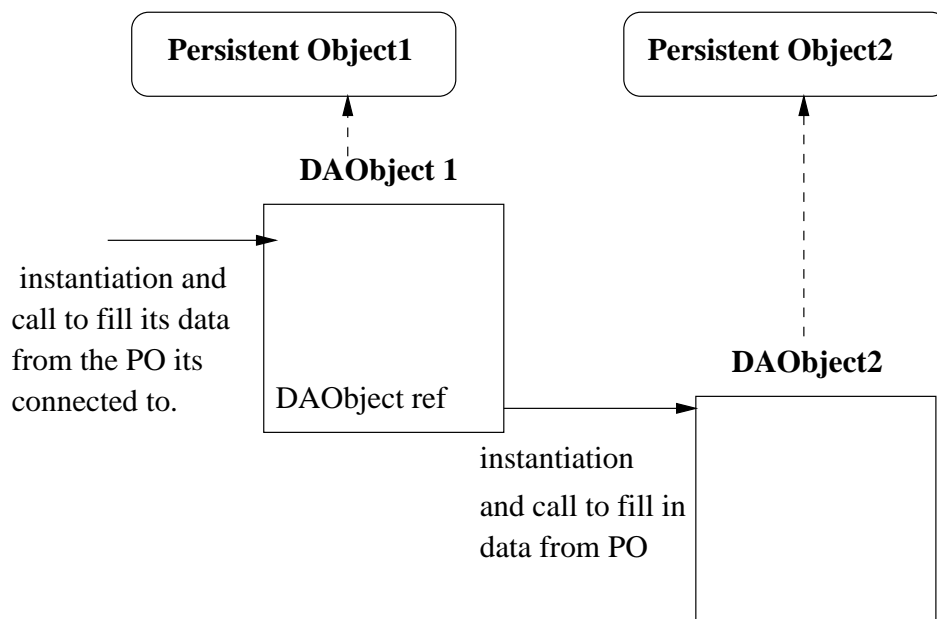 Persistent Object1
Persistent Object2
DAObject 1
instantiation and
call to fill its data
from the PO its
connected to.
DAObject ref
DAObject2
instantiation
and call to fill in
data from PO